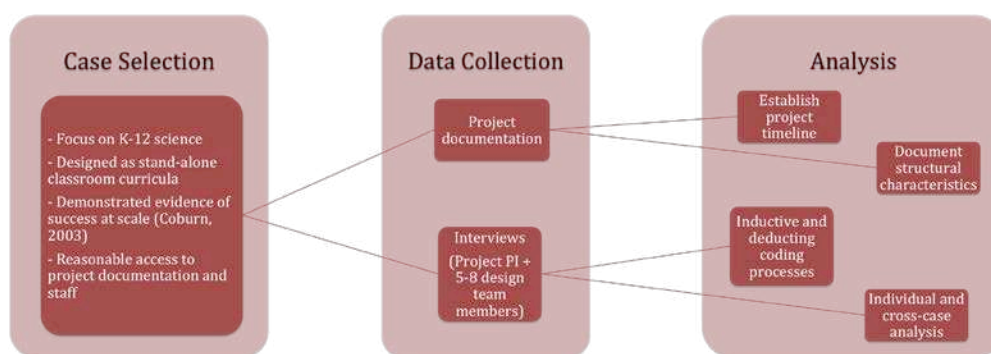 Case Selection
- Focus on K-12 science
- Designed as stand-alone
classroom curricula
- Demonstrated evidence of
success at scale (Coburn,
2003)
- Reasonable access to
project documentation and
staff
Data Collection
Project
documentation
Interviews
(Project PI +
5-8 design
team
members)
Analysis
Establish
project
timeline
Document
structural
characteristics
Inductive and
deducting
coding
processes
Individual and
cross-case
analysis